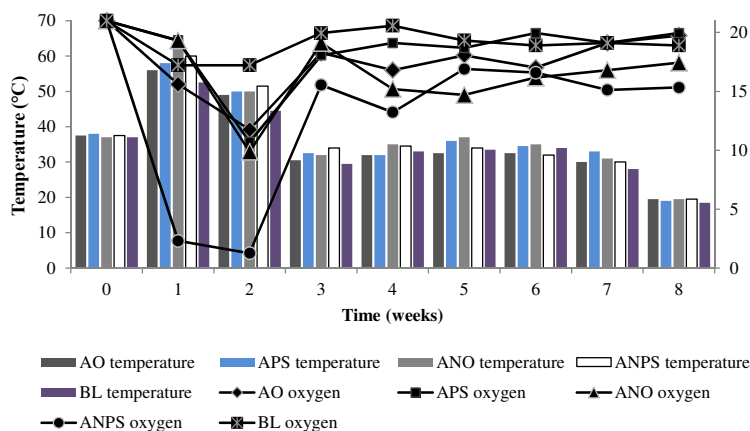 70
60
50
40
30
20
10
0
Temperature (°C)
20
15
10
5
0
0 1 2 3 4 5 6 7 8
Time (weeks)
AO temperature APS temperature ANO temperature ANPS temperature
BL temperature AO oxygen APS oxygen ANO oxygen
ANPS oxygen BL oxygen